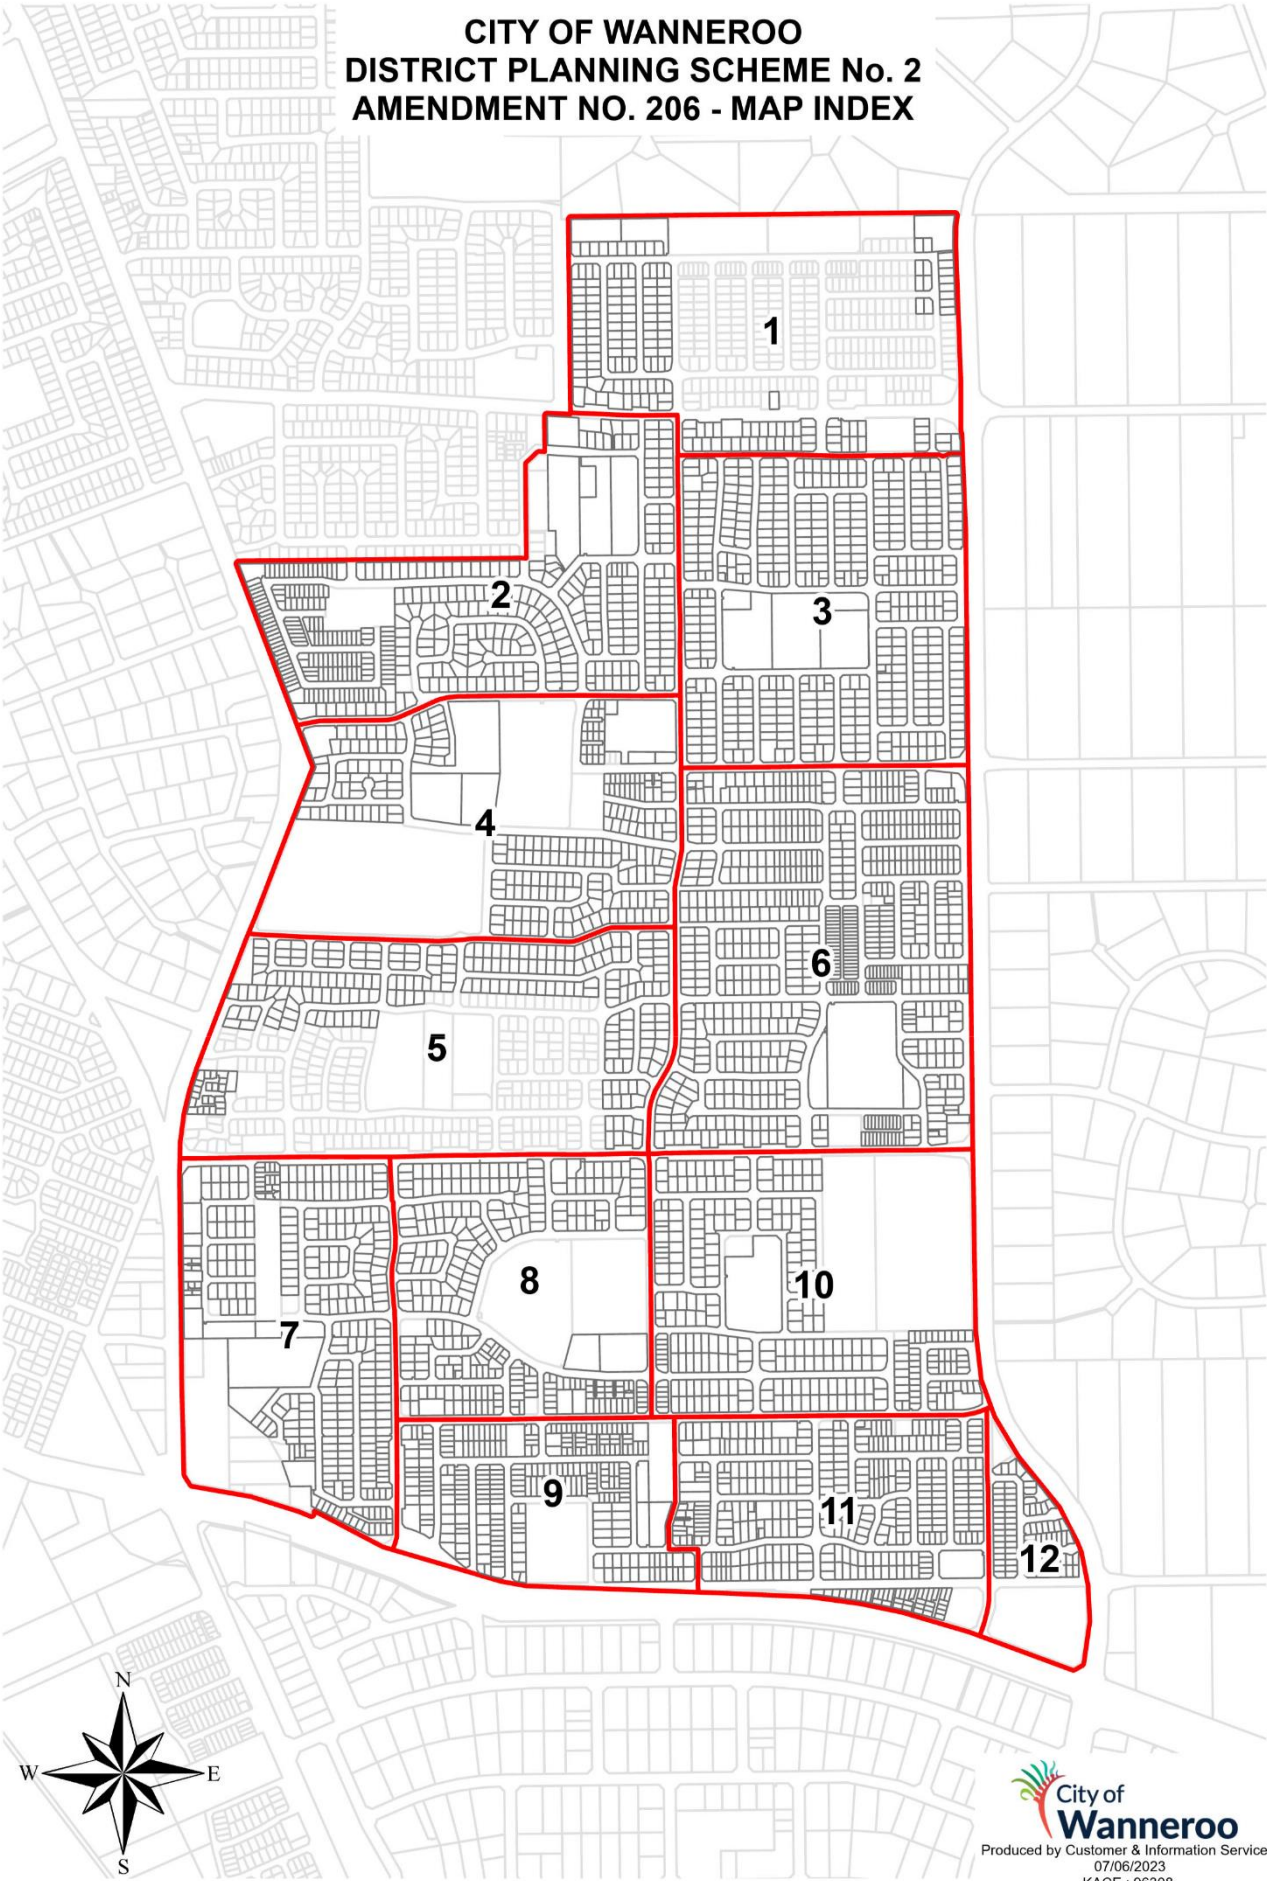 CITY OF WANNEROO
DISTRICT PLANNING SCHEME No. 2
AMENDMENT NO. 206 - MAP INDEX
1
2
3
4
5
6
7
8
9
10
11
12
N
W
E
S
City of
Wanneroo
Produced by Customer & Information Service
07/06/2023